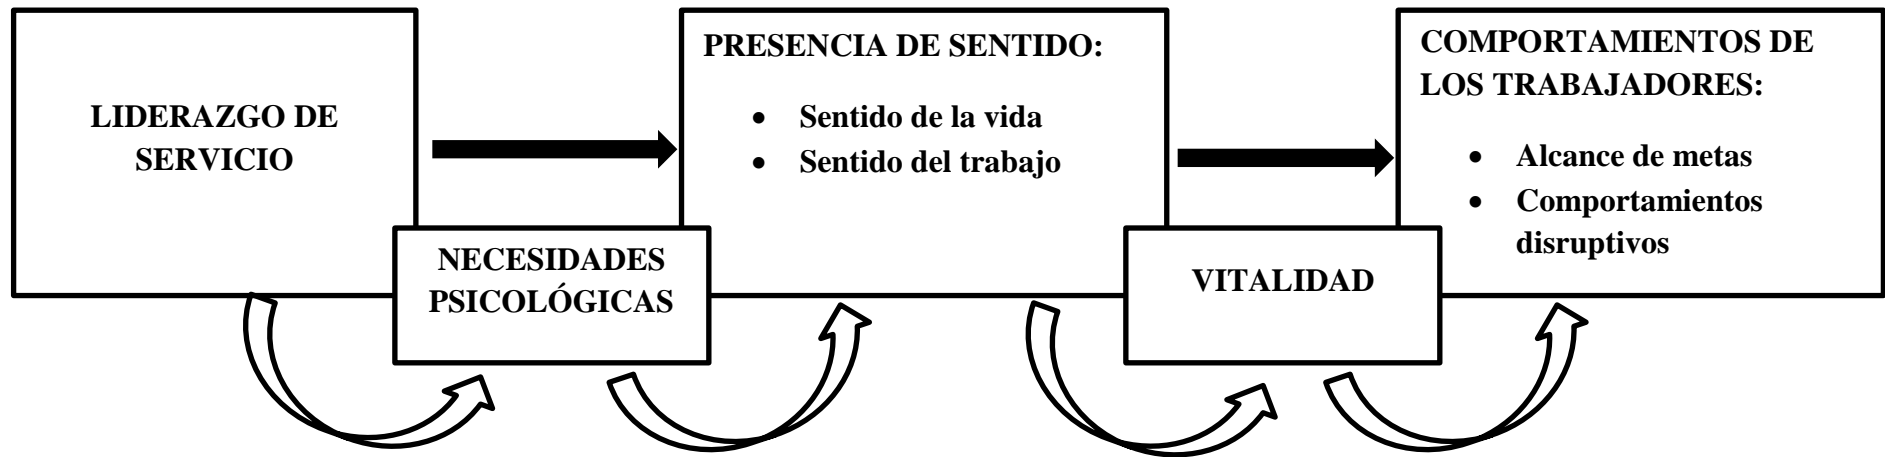 LIDERAZGO DE
SERVICIO
NECESIDADES
PSICOLÓGICAS
PRESENCIA DE SENTIDO:
• Sentido de la vida
• Sentido del trabajo
VITALIDAD
COMPORTAMIENTOS DE
LOS TRABAJADORES:
• Alcance de metas
• Comportamientos
disruptivos